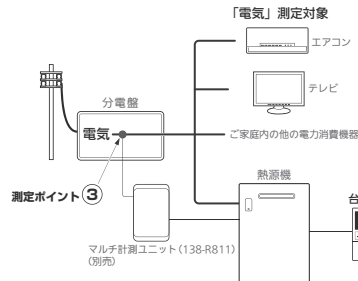 「電気」測定対象
エアコン
テレビ
分電盤
電気
ご家庭内の他の電力消費機器
測定ポイント③
熱源機
台
マルチ計測ユニット(138-R811)
(別売)